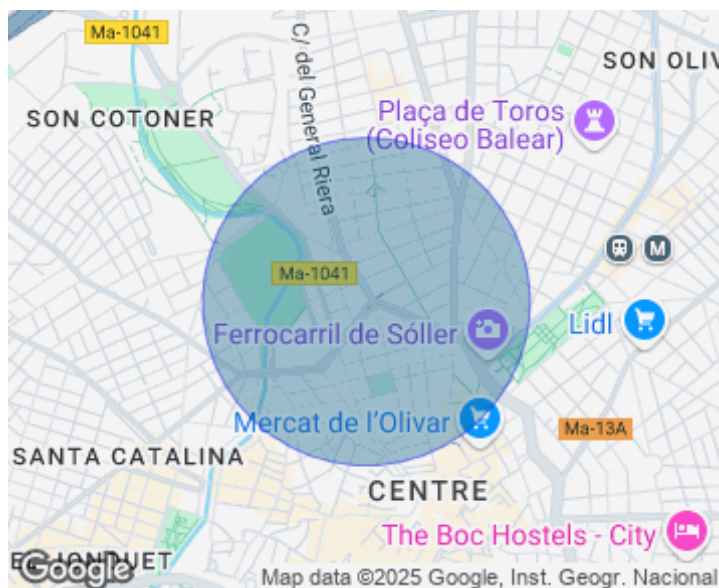 Ma-1041
SON OLIV
SON COTONER
C/ del General Riera
Plaça de Toros
(Coliseo Balear)
M
Ma-1041
Ferrocarril de Sóller
Lidl
Mercat de l'Olivar
Ma-13A
SANTA CATALINA
CENTRE
The Boc Hostels - City
EL JONQUET
Google
Map data ©2025 Google, Inst. Geogr. Nacional